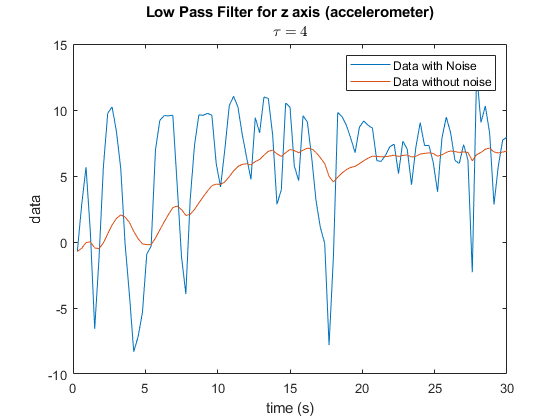 Low Pass Filter for z axis (accelerometer)
τ = 4
15
Data with Noise
Data without noise
10
5
0
-5
-10
data
0 5 10 15 20 25 30
time (s)